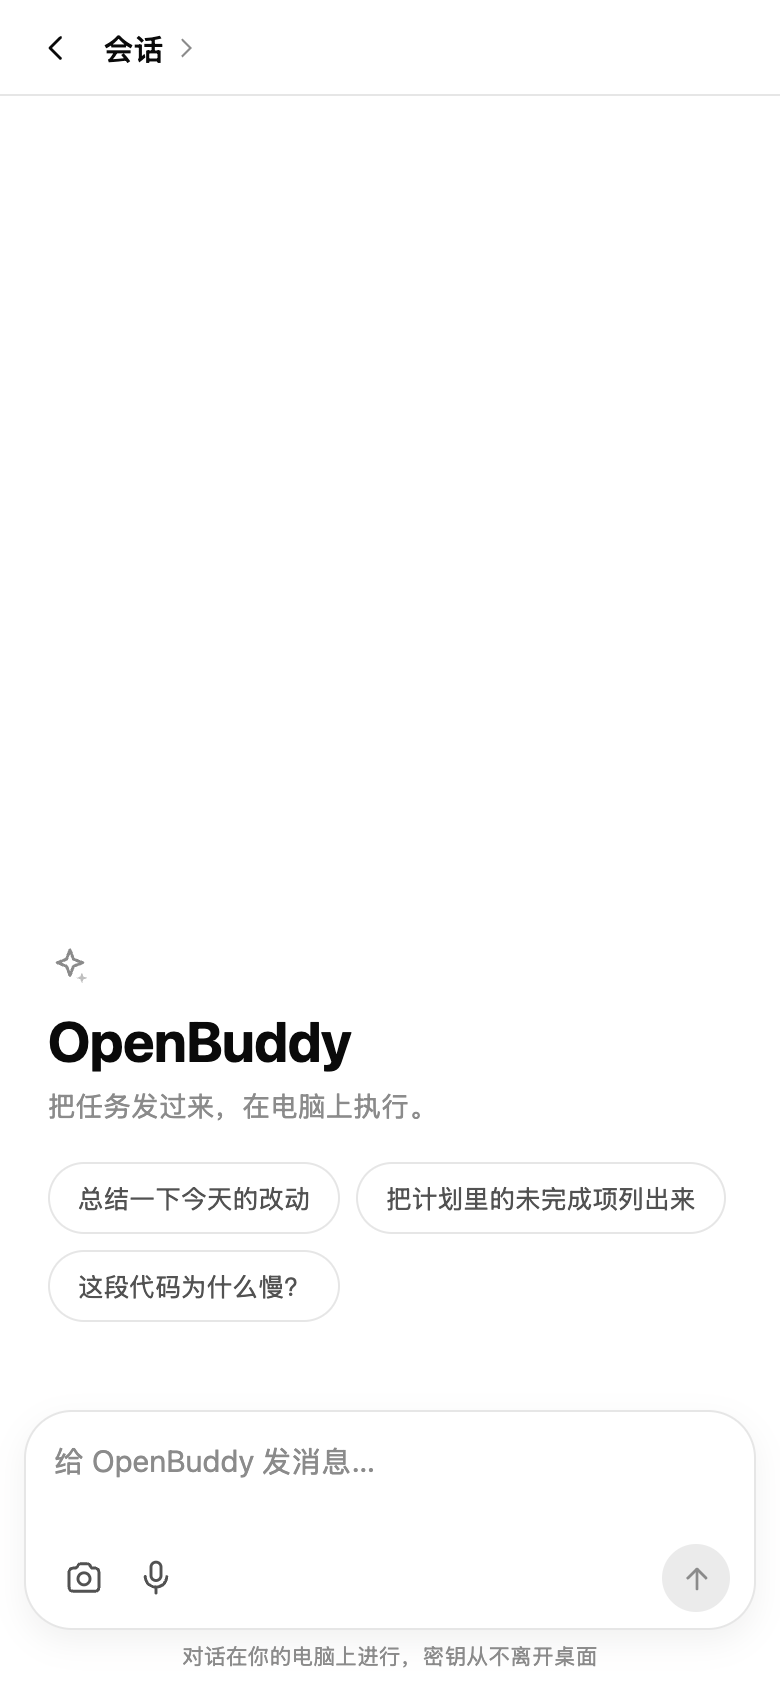 会话
OpenBuddy
把任务发过来，在电脑上执行。
总结一下今天的改动
把计划里的未完成项列出来
这段代码为什么慢？
给 OpenBuddy 发消息...
对话在你的电脑上进行，密钥从不离开桌面